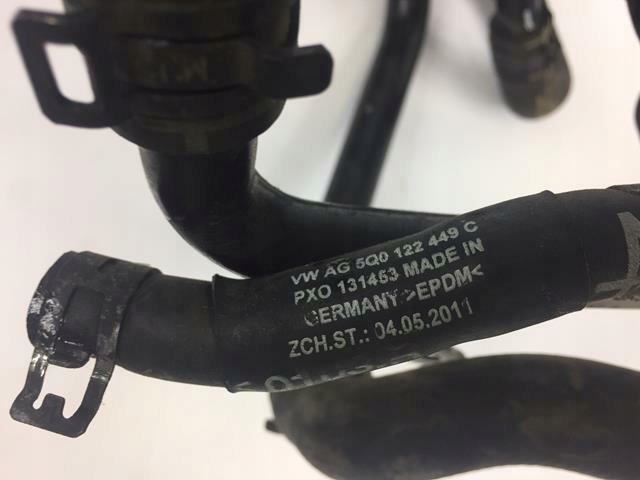 VW AG 5Q0 122 449 C
PXO 131453 MADE IN
GERMANY >EPDM<
ZCH.ST.: 04.05.2011